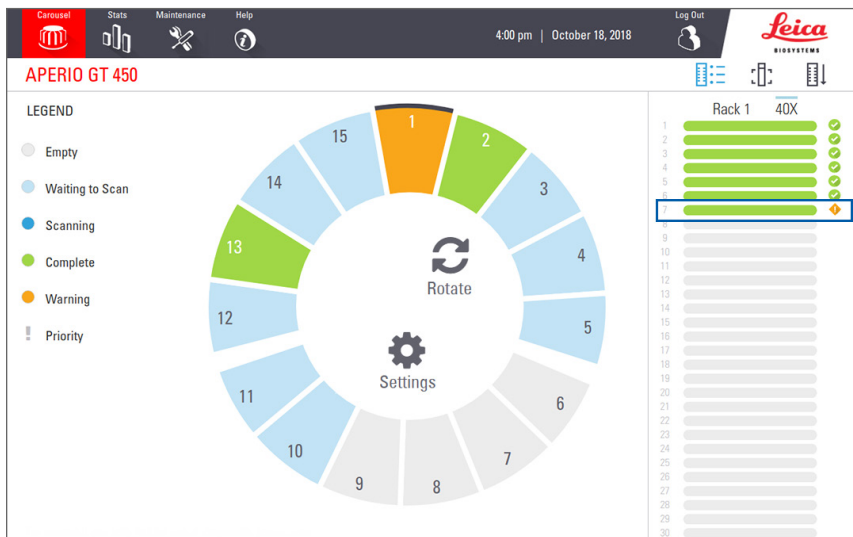 Carousel
Stats
Maintenance
Help
4:00 pm | October 18, 2018
Log Out
Leica
BIOSYSTEMS
APERIO GT 450
LEGEND
Empty
Waiting to Scan
Scanning
Complete
Warning
! Priority
1
2
3
4
5
6
7
8
9
10
11
12
13
14
15
Rotate
Settings
Rack 1 40X
1
2
3
4
5
6
7
8
9
10
11
12
13
14
15
16
17
18
19
20
21
22
23
24
25
26
27
28
29
30